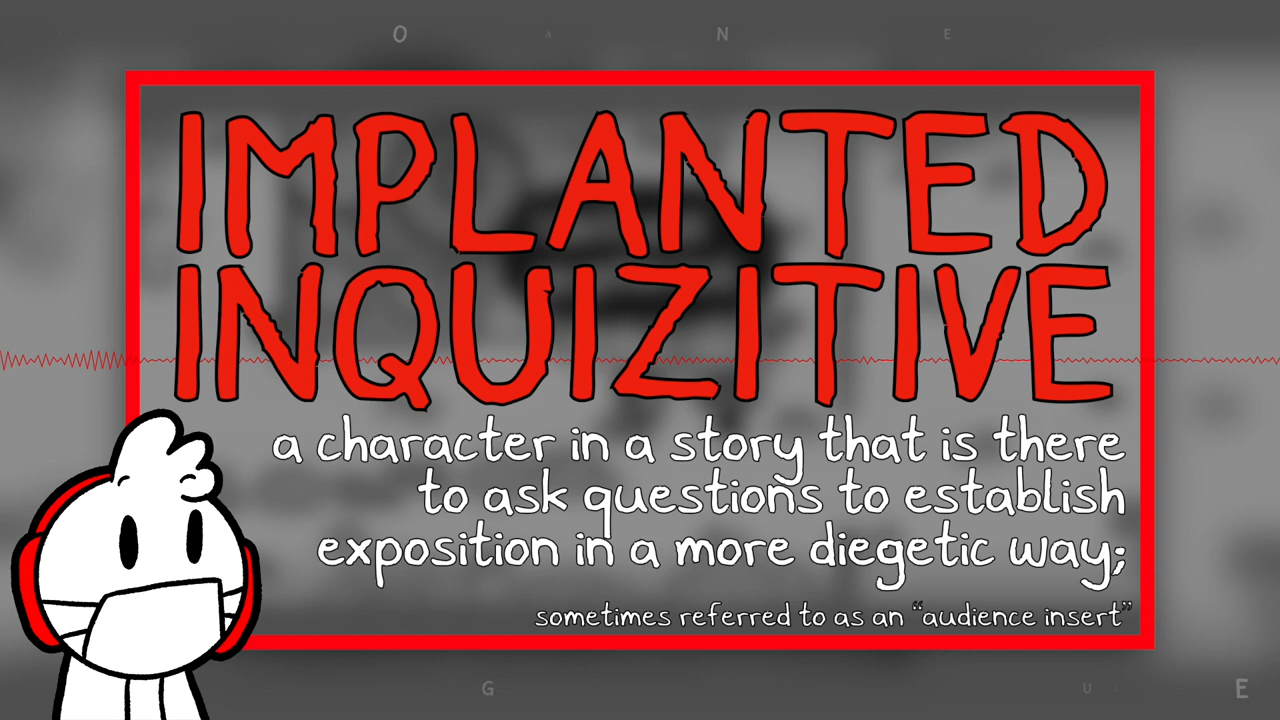 O A N E
IMPLANTED
INQUIZITIVE
a character in a story that is there
to ask questions to establish
exposition in a more diegetic way;
sometimes referred to as an “audience insert”
G U E